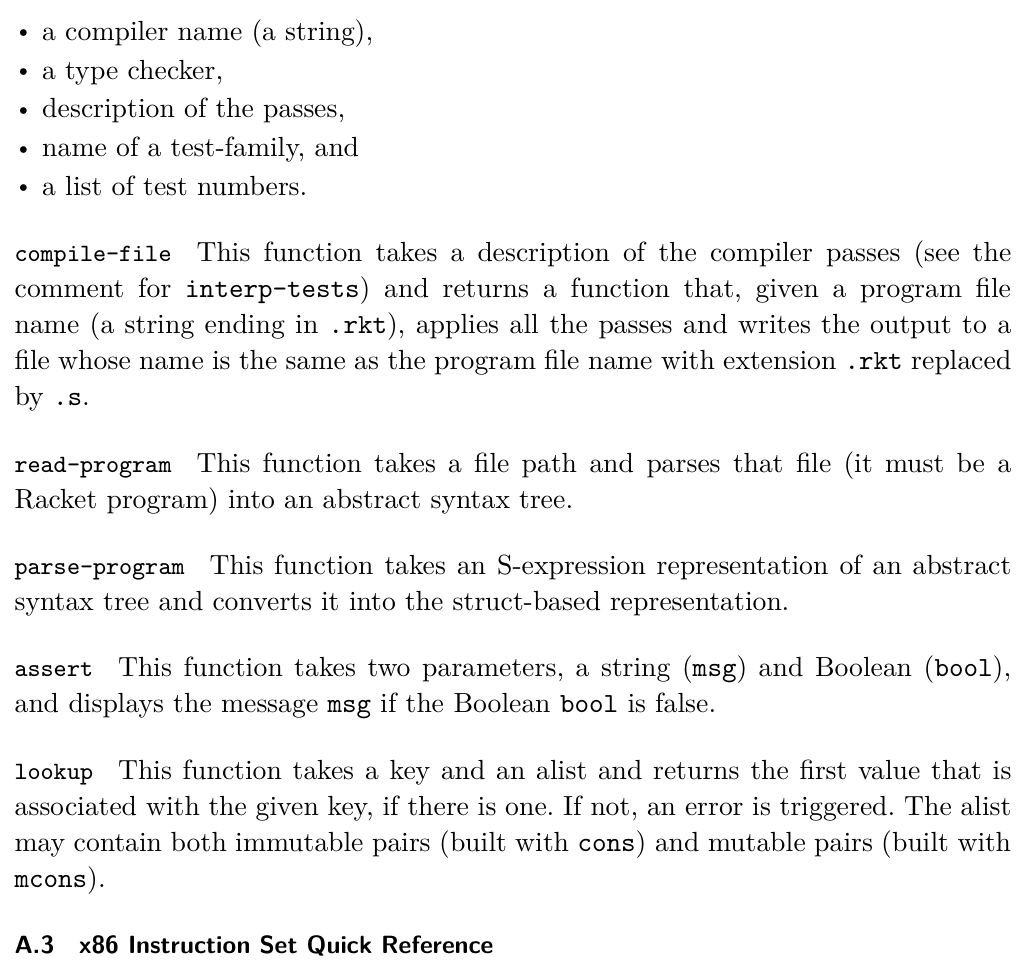 • a compiler name (a string),
• a type checker,
• description of the passes,
• name of a test-family, and
• a list of test numbers.
compile-file This function takes a description of the compiler passes (see the
comment for interp-tests) and returns a function that, given a program file
name (a string ending in .rkt), applies all the passes and writes the output to a
file whose name is the same as the program file name with extension .rkt replaced
by .s.
read-program This function takes a file path and parses that file (it must be a
Racket program) into an abstract syntax tree.
parse-program This function takes an S-expression representation of an abstract
syntax tree and converts it into the struct-based representation.
assert This function takes two parameters, a string (msg) and Boolean (bool),
and displays the message msg if the Boolean bool is false.
lookup This function takes a key and an alist and returns the first value that is
associated with the given key, if there is one. If not, an error is triggered. The alist
may contain both immutable pairs (built with cons) and mutable pairs (built with
mcons).
A.3 x86 Instruction Set Quick Reference